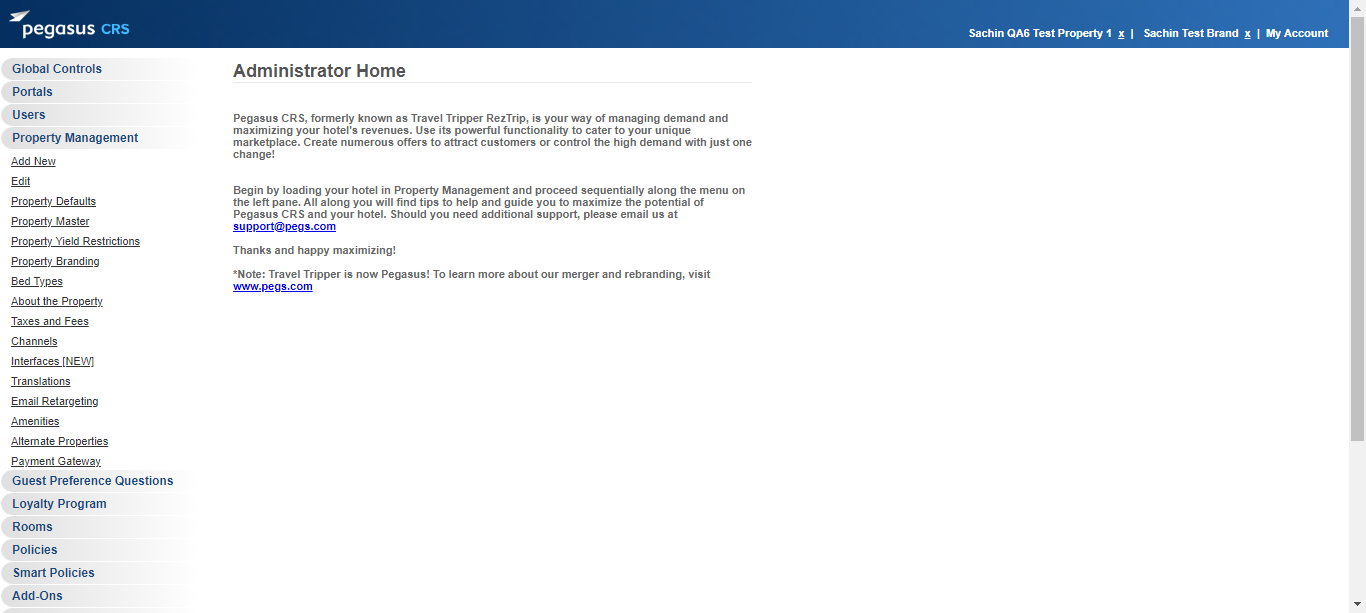 pegasus CRS
Sachin QA6 Test Property 1 x | Sachin Test Brand x | My Account
Global Controls
Portals
Users
Property Management
Add New
Edit
Property Defaults
Property Master
Property Yield Restrictions
Property Branding
Bed Types
About the Property
Taxes and Fees
Channels
Interfaces [NEW]
Translations
Email Retargeting
Amenities
Alternate Properties
Payment Gateway
Guest Preference Questions
Loyalty Program
Rooms
Policies
Smart Policies
Add-Ons
Administrator Home
Pegasus CRS, formerly known as Travel Tripper RezTrip, is your way of managing demand and
maximizing your hotel's revenues. Use its powerful functionality to cater to your unique
marketplace. Create numerous offers to attract customers or control the high demand with just one
change!
Begin by loading your hotel in Property Management and proceed sequentially along the menu on
the left pane. All along you will find tips to help and guide you to maximize the potential of
Pegasus CRS and your hotel. Should you need additional support, please email us at
support@pegs.com
Thanks and happy maximizing!
*Note: Travel Tripper is now Pegasus! To learn more about our merger and rebranding, visit
www.pegs.com